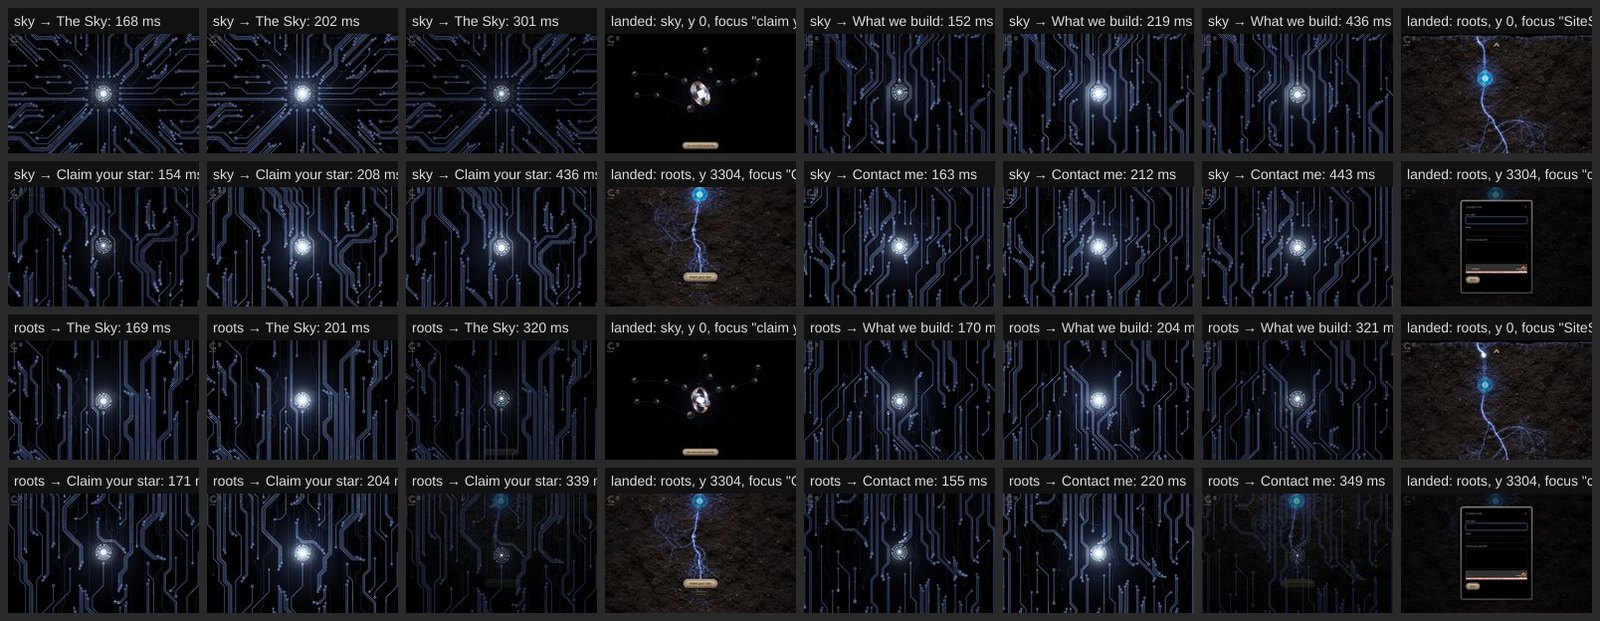 sky → The Sky: 168 ms
sky → The Sky: 202 ms
sky → The Sky: 301 ms
landed: sky, y 0, focus "claim y
sky → What we build: 152 ms
sky → What we build: 219 ms
sky → What we build: 436 ms
landed: roots, y 0, focus "SiteS
sky → Claim your star: 154 ms
sky → Claim your star: 208 ms
sky → Claim your star: 436 ms
landed: roots, y 3304, focus "C
sky → Contact me: 163 ms
sky → Contact me: 212 ms
sky → Contact me: 443 ms
landed: roots, y 3304, focus "c
roots → The Sky: 169 ms
roots → The Sky: 201 ms
roots → The Sky: 320 ms
landed: sky, y 0, focus "claim y
roots → What we build: 170 m
roots → What we build: 204 m
roots → What we build: 321 m
landed: roots, y 0, focus "SiteS
roots → Claim your star: 171 r
roots → Claim your star: 204 r
roots → Claim your star: 339 r
landed: roots, y 3304, focus "C
roots → Contact me: 155 ms
roots → Contact me: 220 ms
roots → Contact me: 349 ms
landed: roots, y 3304, focus "c